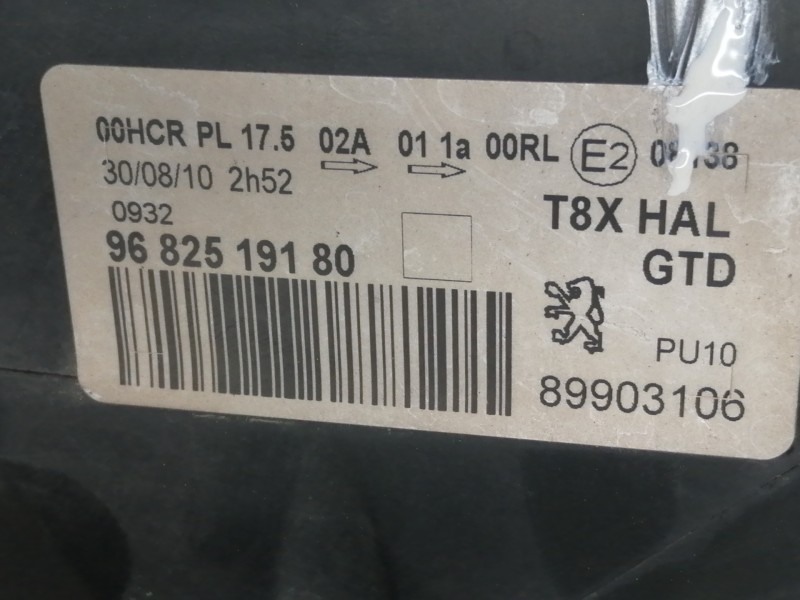 00HCR PL 17.5 02A 01 1a 00RL E2
30/08/10 2h52
0932
96 825 191 80
T8X HAL
GTD
PU10
89903106